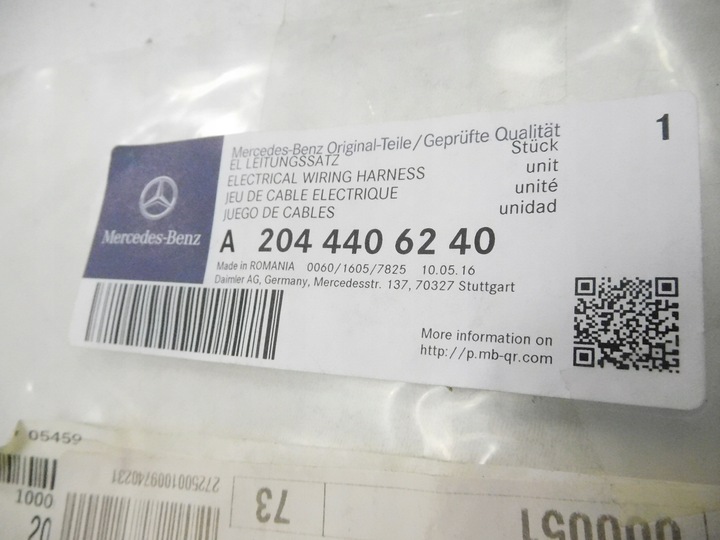 Mercedes-Benz Original-Teile/Geprüfte Qualität
1
EL LEITUNGSSATZ Stück
ELECTRICAL WIRING HARNESS unit
JEU DE CABLE ELECTRIQUE unité
JUEGO DE CABLES unidad
Mercedes-Benz
A 204 440 62 40
Made in ROMANIA 0060/1605/7825 10.05.16
Daimler AG, Germany, Mercedesstr. 137, 70327 Stuttgart
More information on
http://p.mb-qr.com
05459
1000
20
2725001009740231
73